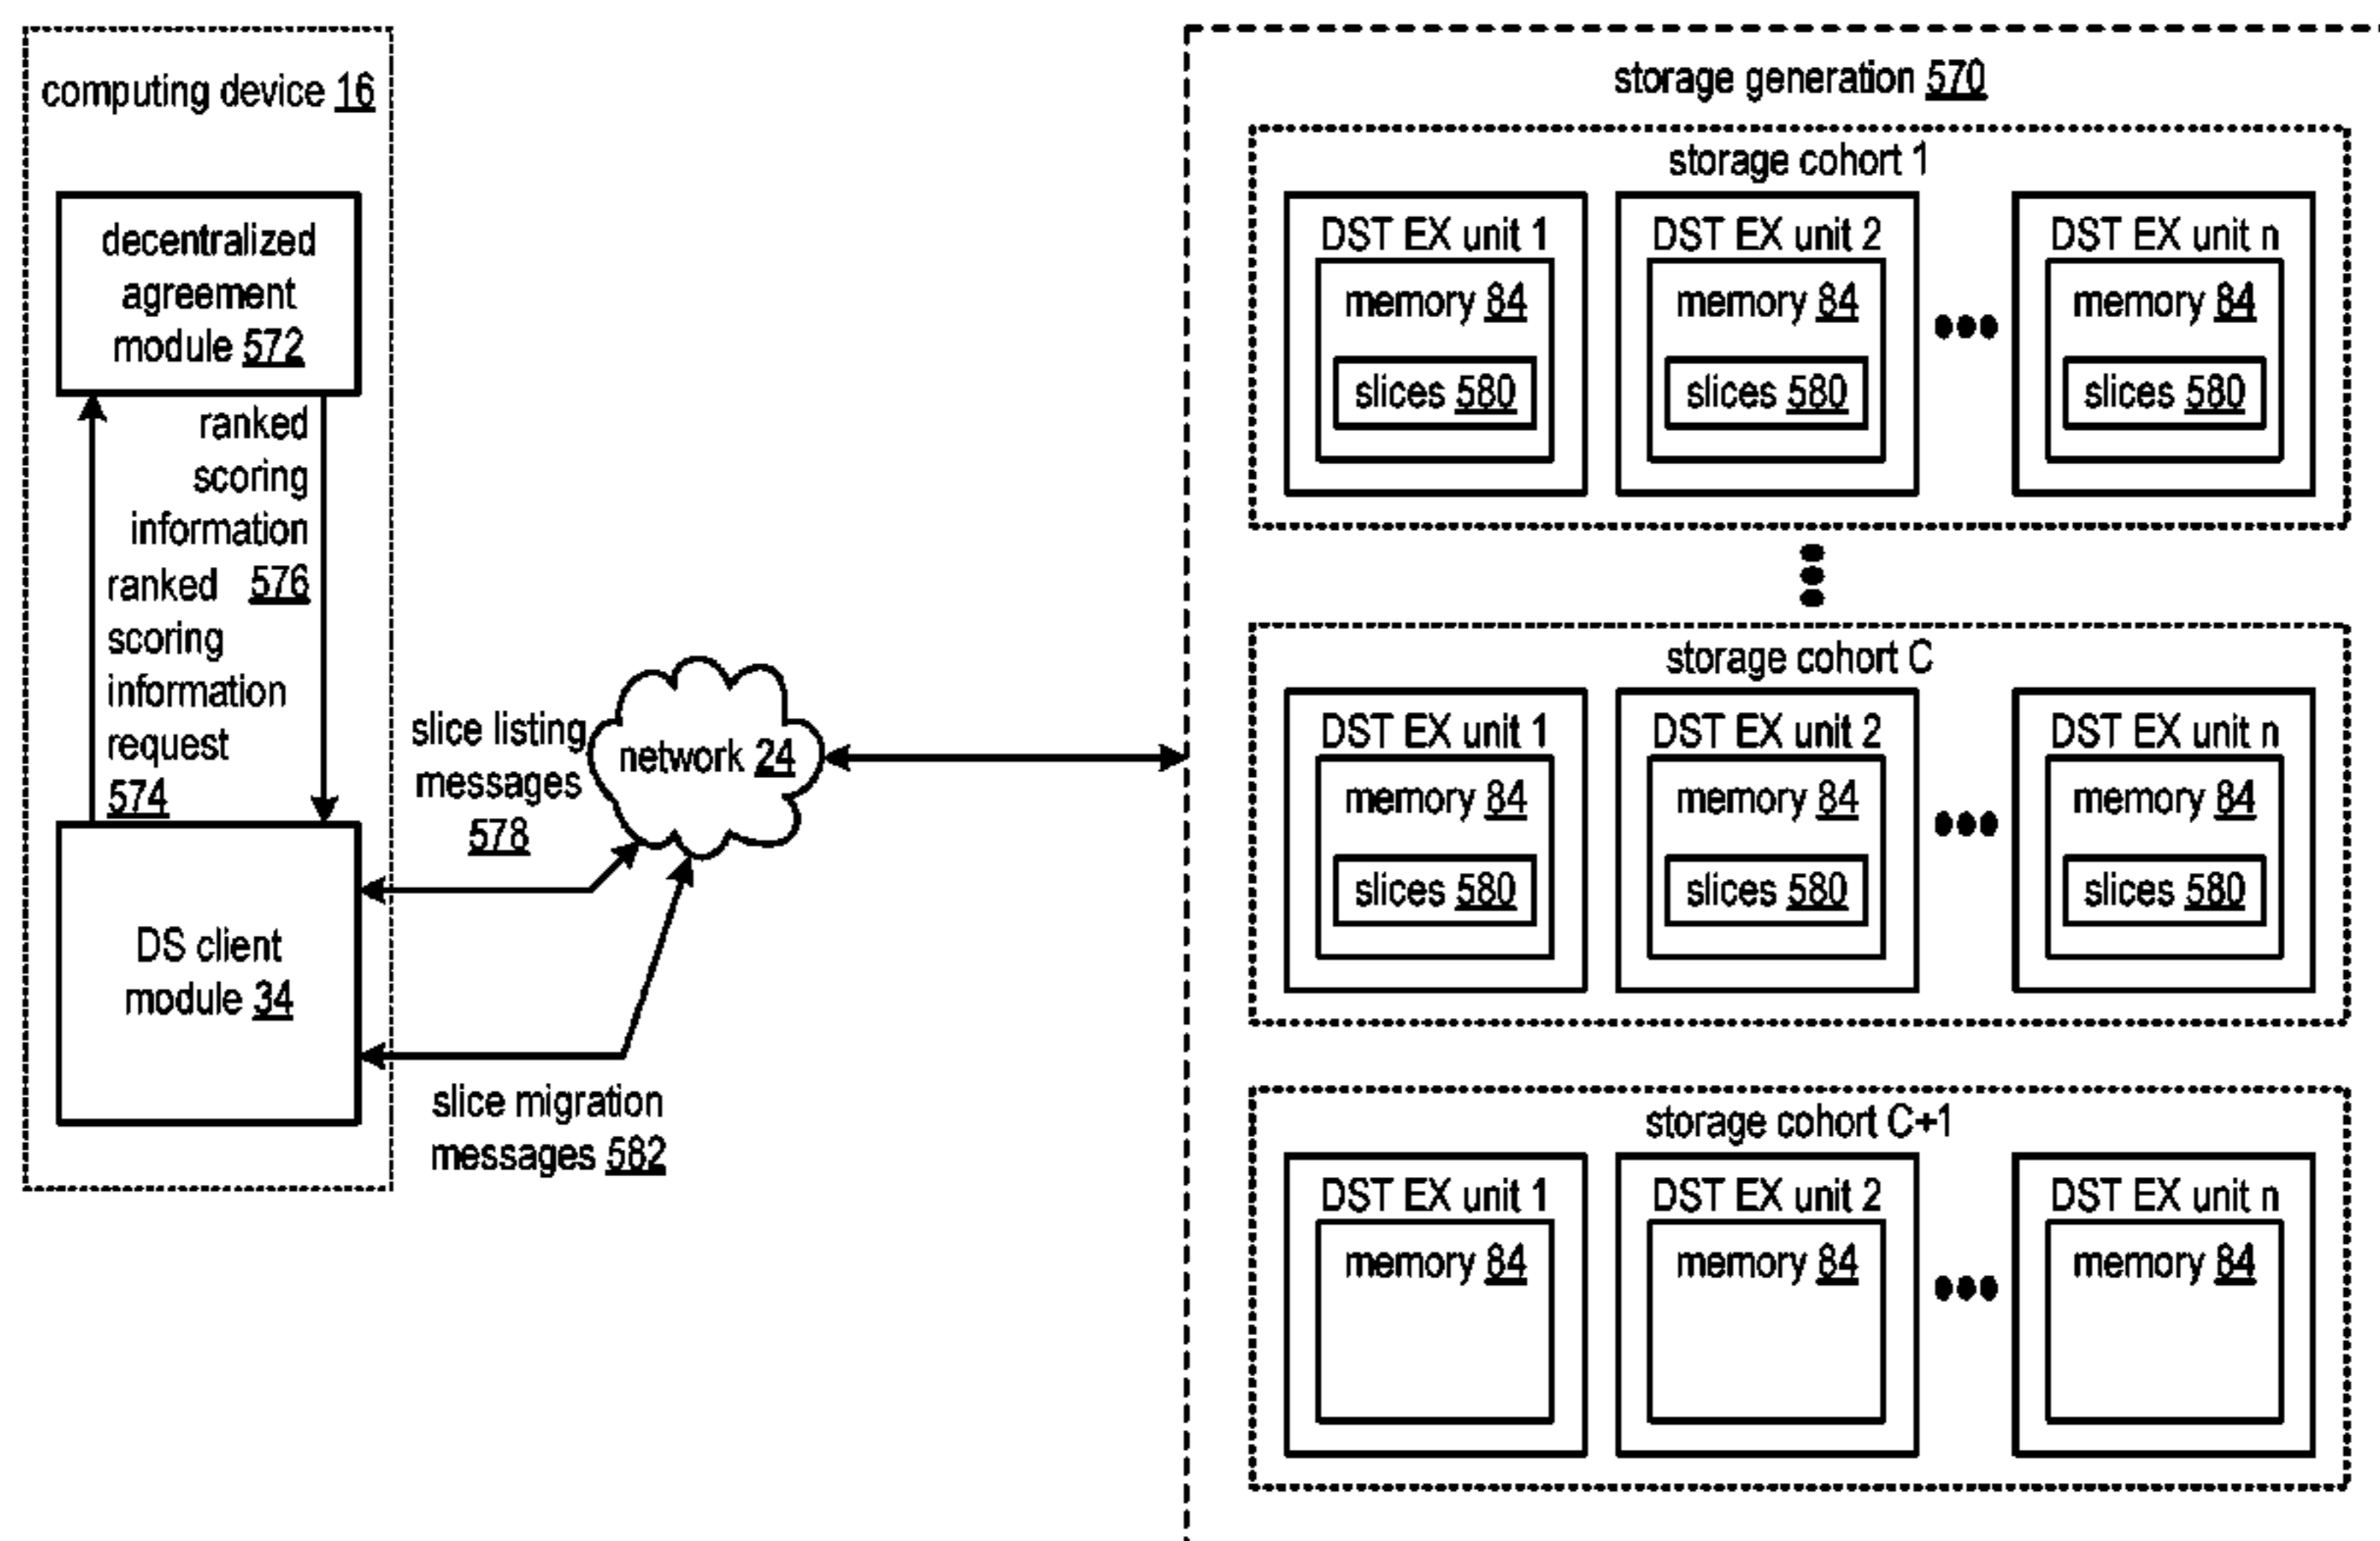 computing device 16
decentralized
agreement
module 572
ranked
scoring
information
576
ranked
scoring
information
request
574
DS client
module 34
slice listing
messages
578
network 24
slice migration
messages 582
storage generation 570
storage cohort 1
DST EX unit 1
memory 84
slices 580
DST EX unit 2
memory 84
slices 580
DST EX unit n
memory 84
slices 580
storage cohort C
DST EX unit 1
memory 84
slices 580
DST EX unit 2
memory 84
slices 580
DST EX unit n
memory 84
slices 580
storage cohort C+1
DST EX unit 1
memory 84
DST EX unit 2
memory 84
DST EX unit n
memory 84